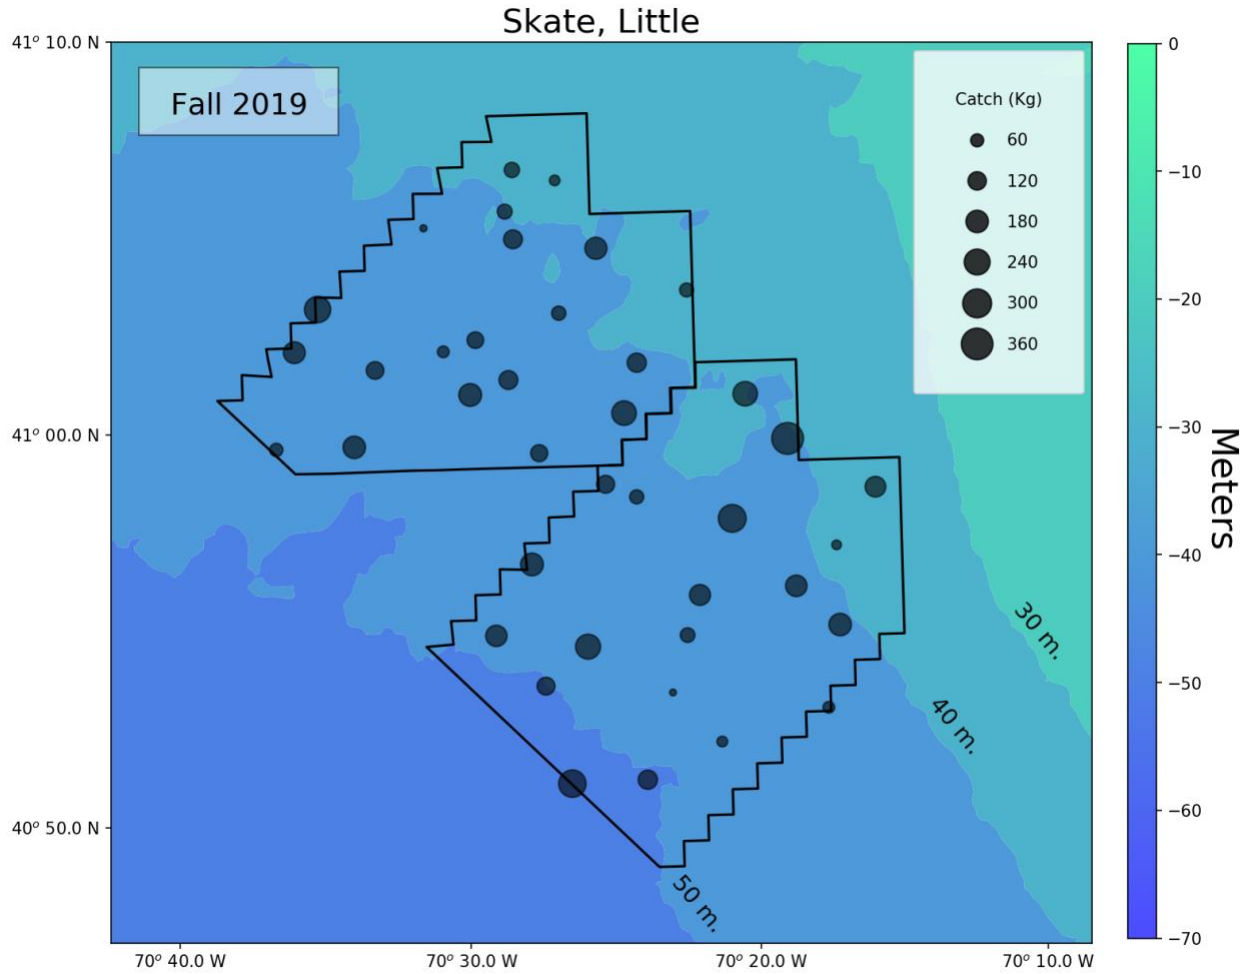 Skate, Little
41° 10.0 N
Fall 2019
Catch (Kg)
60
120
180
240
300
360
41° 00.0 N
40° 50.0 N
30 m.
40 m.
50 m.
70° 40.0 W
70° 30.0 W
70° 20.0 W
70° 10.0 W
0
−10
−20
−30
−40
−50
−60
−70
Meters